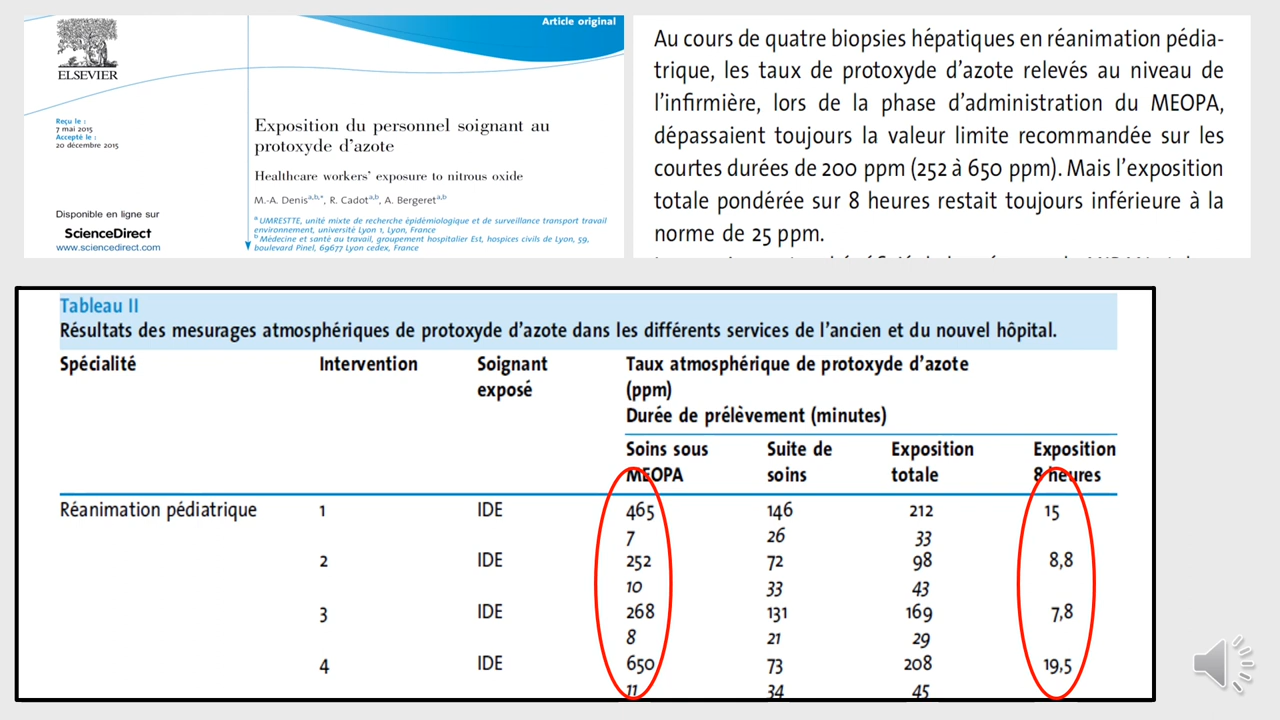 Article original
ELSEVIER
Reçu le :
7 mai 2015
Accepté le :
20 décembre 2015
Exposition du personnel soignant au
protoxyde d'azote
Healthcare workers' exposure to nitrous oxide
M.-A. Denis^a,b,*, R. Cadot^a,b, A. Bergeret^a,b
^a UMRESTTE, unité mixte de recherche épidémiologique et de surveillance transport travail
environnement, université Lyon 1, Lyon, France
^b Médecine et santé au travail, groupement hospitalier Est, hospices civils de Lyon, 59,
boulevard Pinel, 69677 Lyon cedex, France
Disponible en ligne sur
ScienceDirect
www.sciencedirect.com
Au cours de quatre biopsies hépatiques en réanimation pédia-
trique, les taux de protoxyde d'azote relevés au niveau de
l'infirmière, lors de la phase d'administration du MEOPA,
dépassaient toujours la valeur limite recommandée sur les
courtes durées de 200 ppm (252 à 650 ppm). Mais l'exposition
totale pondérée sur 8 heures restait toujours inférieure à la
norme de 25 ppm.
Tableau II
Résultats des mesurages atmosphériques de protoxyde d'azote dans les différents services de l'ancien et du nouvel hôpital.
Spécialité Intervention Soignant Taux atmosphérique de protoxyde d'azote
exposé (ppm)
Durée de prélèvement (minutes)
Soins sous Suite de Exposition Exposition
MEOPA soins totale 8 heures
Réanimation pédiatrique 1 IDE 465 146 212 15
7 26 33
2 IDE 252 72 98 8,8
10 33 43
3 IDE 268 131 169 7,8
8 21 29
4 IDE 650 73 208 19,5
11 34 45